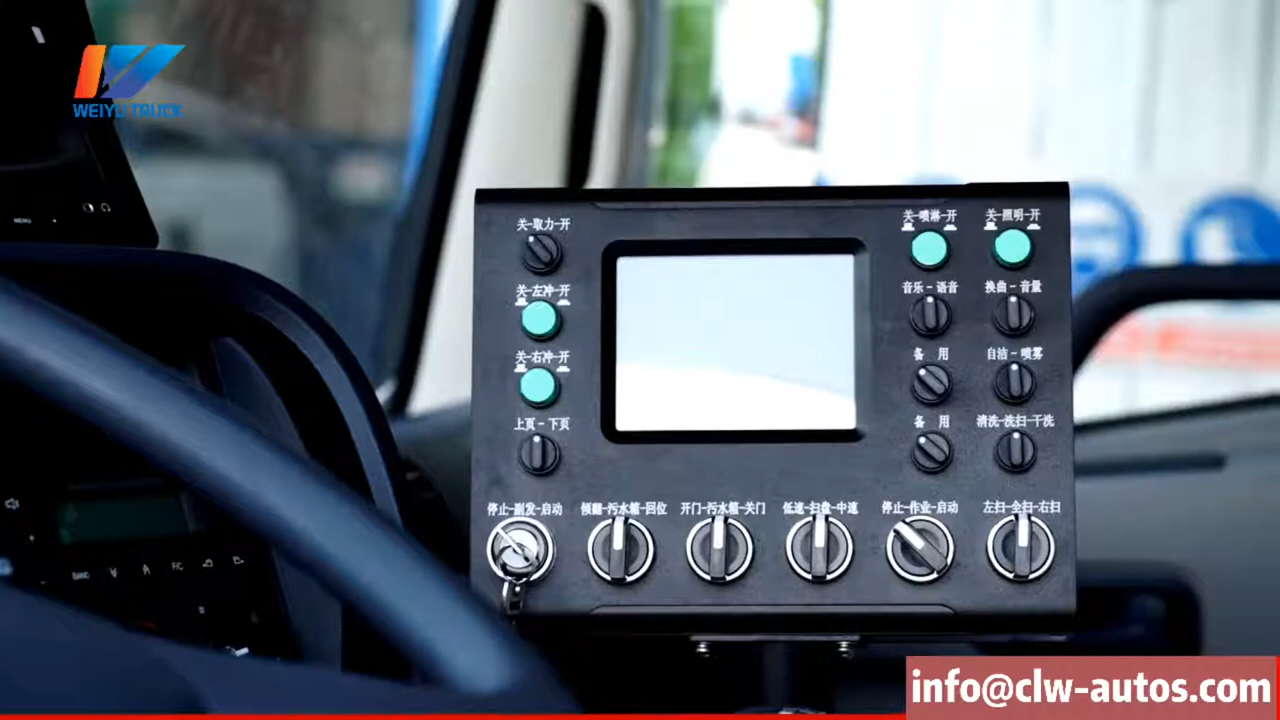 WEIYU TRUCK
MENU
关-取力-开
关-喷淋-开
关-照明-开
关-左冲-开
音乐-语音
换曲-音量
关-右冲-开
备 用
自洁-喷雾
上页-下页
备 用
清洗-洗扫-干洗
停止-副发-启动
倾翻-污水箱-回位
开门-污水箱-关门
低速-扫盘-中速
停止-作业-启动
左扫-全扫-右扫
BAND
F/C
info@clw-autos.com